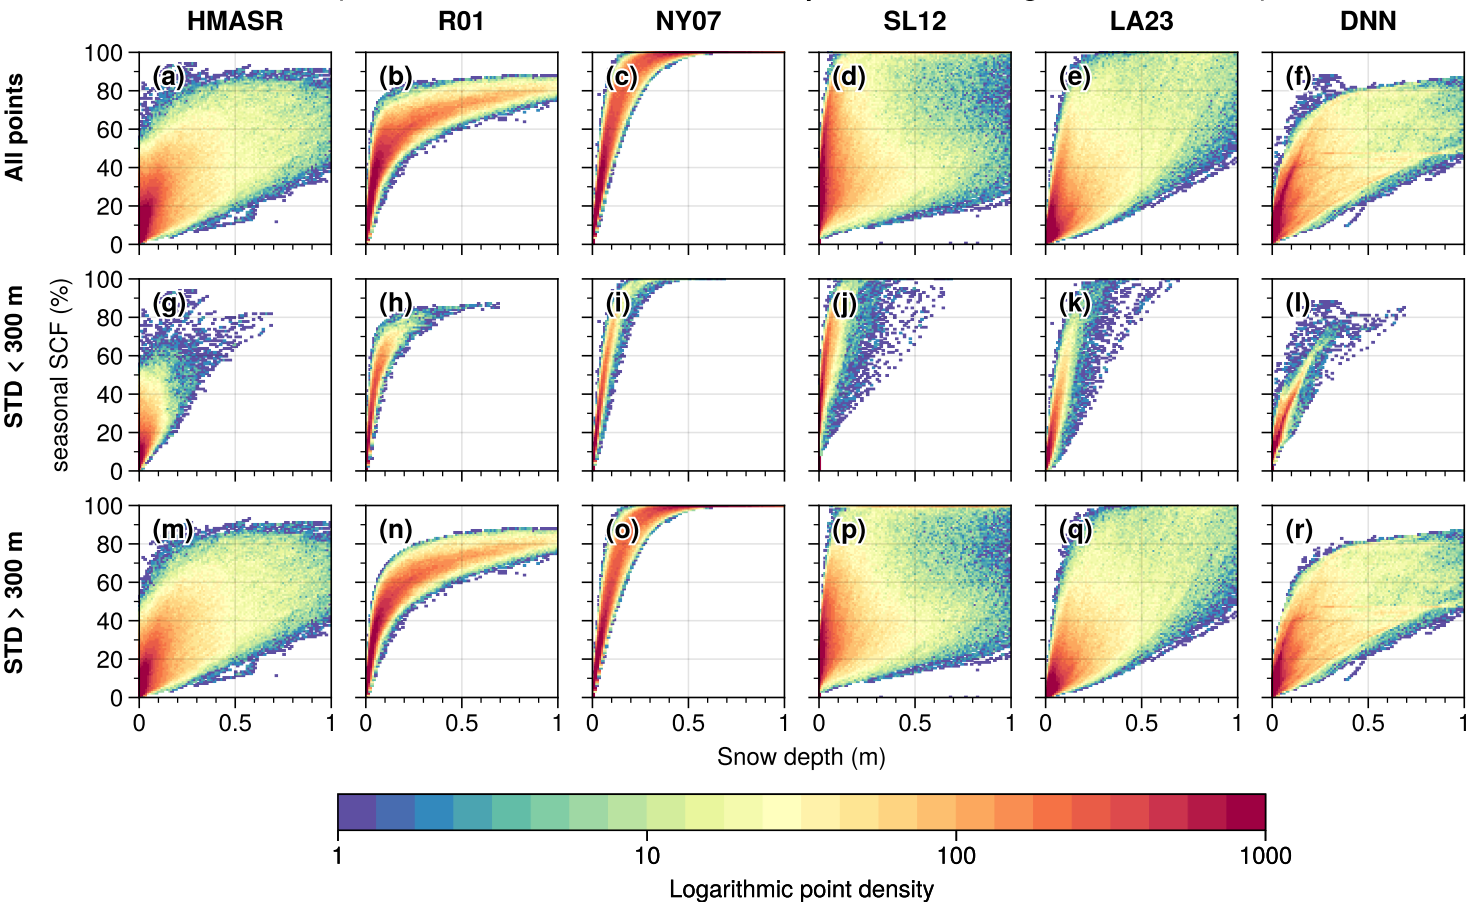 HMASR R01 NY07 SL12 LA23 DNN
All points
100 80 60 40 20 0
(a) (b) (c) (d) (e) (f)
STD < 300 m
seasonal SCF (%)
100 80 60 40 20 0
(g) (h) (i) (j) (k) (l)
STD > 300 m
100 80 60 40 20 0
(m) (n) (o) (p) (q) (r)
0 0.5 1 0 0.5 1 0 0.5 1 0 0.5 1 0 0.5 1 0 0.5 1
Snow depth (m)
1 10 100 1000
Logarithmic point density